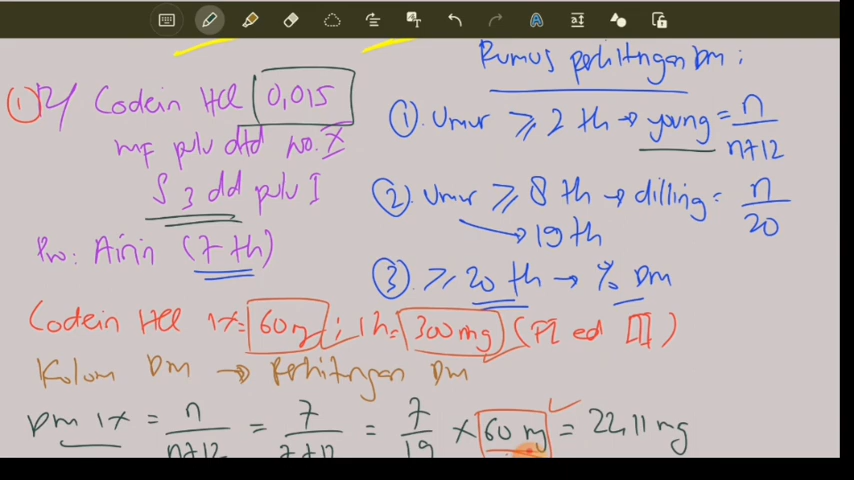 Rumus perhitungan Dm :
① R/ Codein HCl 0,015
mf pulv dtd no. X
S 3 dd pulv I
Pro: Airin (7 th)
①. Umur ⩾ 2 th → young = n/n+12
②. Umur ⩾ 8 th → dilling = n/20
→ 19 th
③. ⩾ 20 th → % Dm
Codein HCl 1x = 60 mg ; 1h = 300 mg (FI ed III)
Kolom Dm → Perhitungan Dm
Dm 1x = n/n+12 = 7/7+12 = 7/19 × 60 mg = 22,11 mg